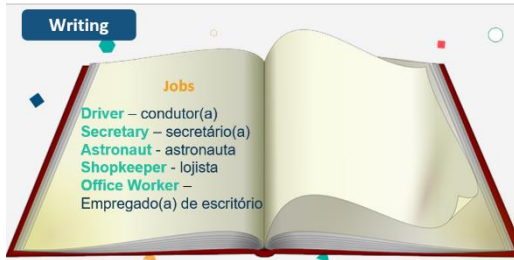 Writing
Jobs
Driver – condutor(a)
Secretary – secretário(a)
Astronaut - astronauta
Shopkeeper - lojista
Office Worker –
Empregado(a) de escritório